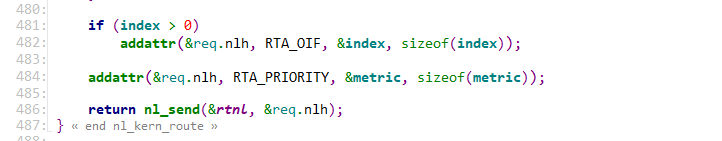 480:
481:     if (index > 0)
482:         addattr(&req.nlh, RTA_OIF, &index, sizeof(index));
483:
484:     addattr(&req.nlh, RTA_PRIORITY, &metric, sizeof(metric));
485:
486:     return nl_send(&rtnl, &req.nlh);
487: } « end nl_kern_route »